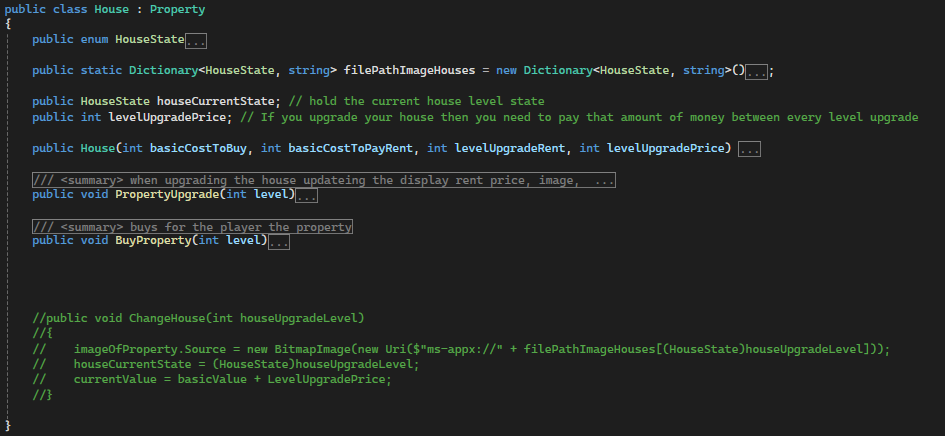 public class House : Property
{
public enum HouseState...
public static Dictionary<HouseState, string> filePathImageHouses = new Dictionary<HouseState, string>()...;
public HouseState houseCurrentState; // hold the current house level state
public int levelUpgradePrice; // If you upgrade your house then you need to pay that amount of money between every level upgrade
public House(int basicCostToBuy, int basicCostToPayRent, int levelUpgradeRent, int levelUpgradePrice) ...
/// <summary> when upgrading the house updateing the display rent price, image,  ...
public void PropertyUpgrade(int level)...
/// <summary> buys for the player the property
public void BuyProperty(int level)...
//public void ChangeHouse(int houseUpgradeLevel)
//{
//    imageOfProperty.Source = new BitmapImage(new Uri($"ms-appx://" + filePathImageHouses[(HouseState)houseUpgradeLevel]));
//    houseCurrentState = (HouseState)houseUpgradeLevel;
//    currentValue = basicValue + LevelUpgradePrice;
//}
}